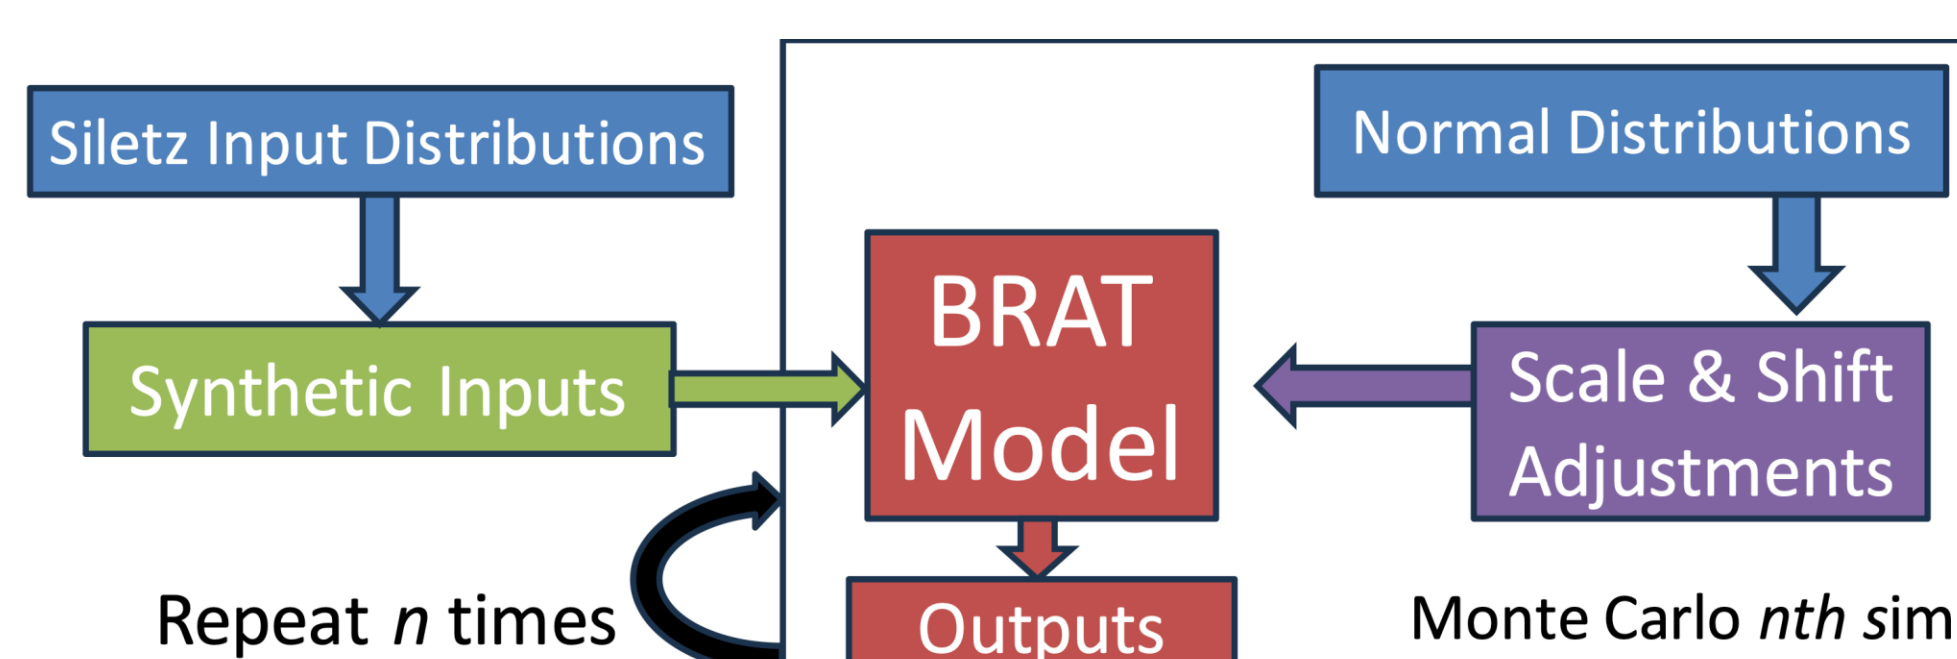 Siletz Input Distributions
Normal Distributions
Synthetic Inputs
BRAT
Model
Scale & Shift
Adjustments
Repeat n times
Outputs
Monte Carlo nth sim